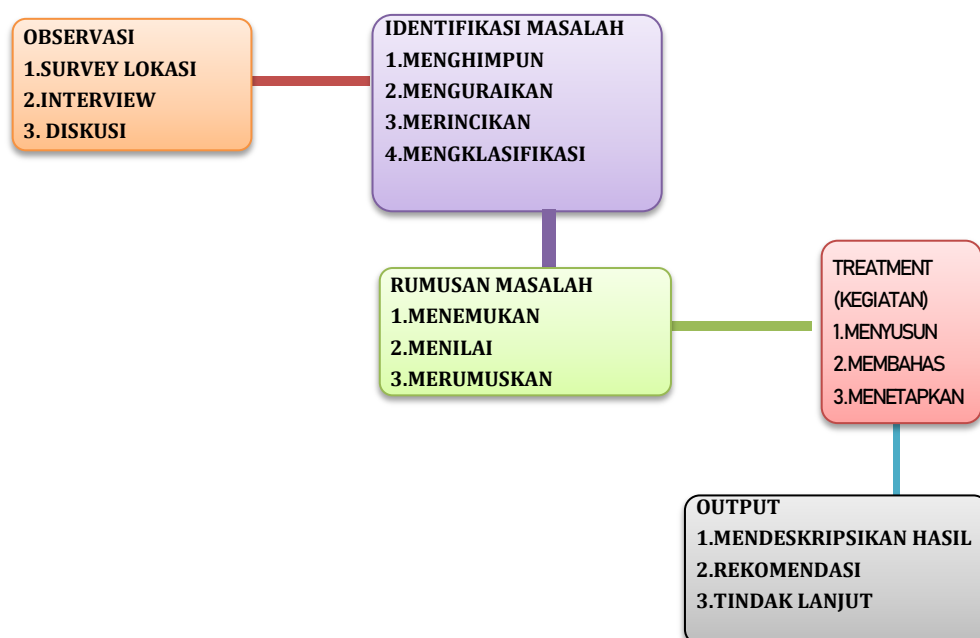 OBSERVASI
1.SURVEY LOKASI
2.INTERVIEW
3. DISKUSI
IDENTIFIKASI MASALAH
1.MENGHIMPUN
2.MENGURAIKAN
3.MERINCIKAN
4.MENGKLASIFIKASI
RUMUSAN MASALAH
1.MENEMUKAN
2.MENILAI
3.MERUMUSKAN
TREATMENT
(KEGIATAN)
1.MENYUSUN
2.MEMBAHAS
3.MENETAPKAN
OUTPUT
1.MENDESKRIPSIKAN HASIL
2.REKOMENDASI
3.TINDAK LANJUT